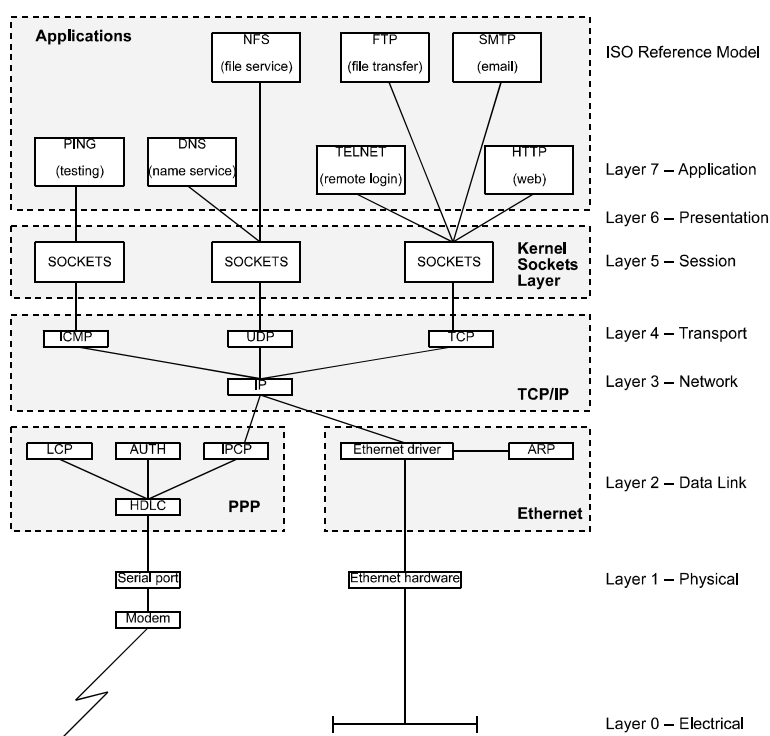 Applications
NFS
(file service)
FTP
(file transfer)
SMTP
(email)
ISO Reference Model
PING
(testing)
DNS
(name service)
TELNET
(remote login)
HTTP
(web)
Layer 7 – Application
Layer 6 – Presentation
SOCKETS
SOCKETS
SOCKETS
Kernel
Sockets
Layer
Layer 5 – Session
ICMP
UDP
TCP
Layer 4 – Transport
IP
TCP/IP
Layer 3 – Network
LCP
AUTH
IPCP
Ethernet driver
ARP
HDLC
PPP
Ethernet
Layer 2 – Data Link
Serial port
Ethernet hardware
Layer 1 – Physical
Modem
Layer 0 – Electrical